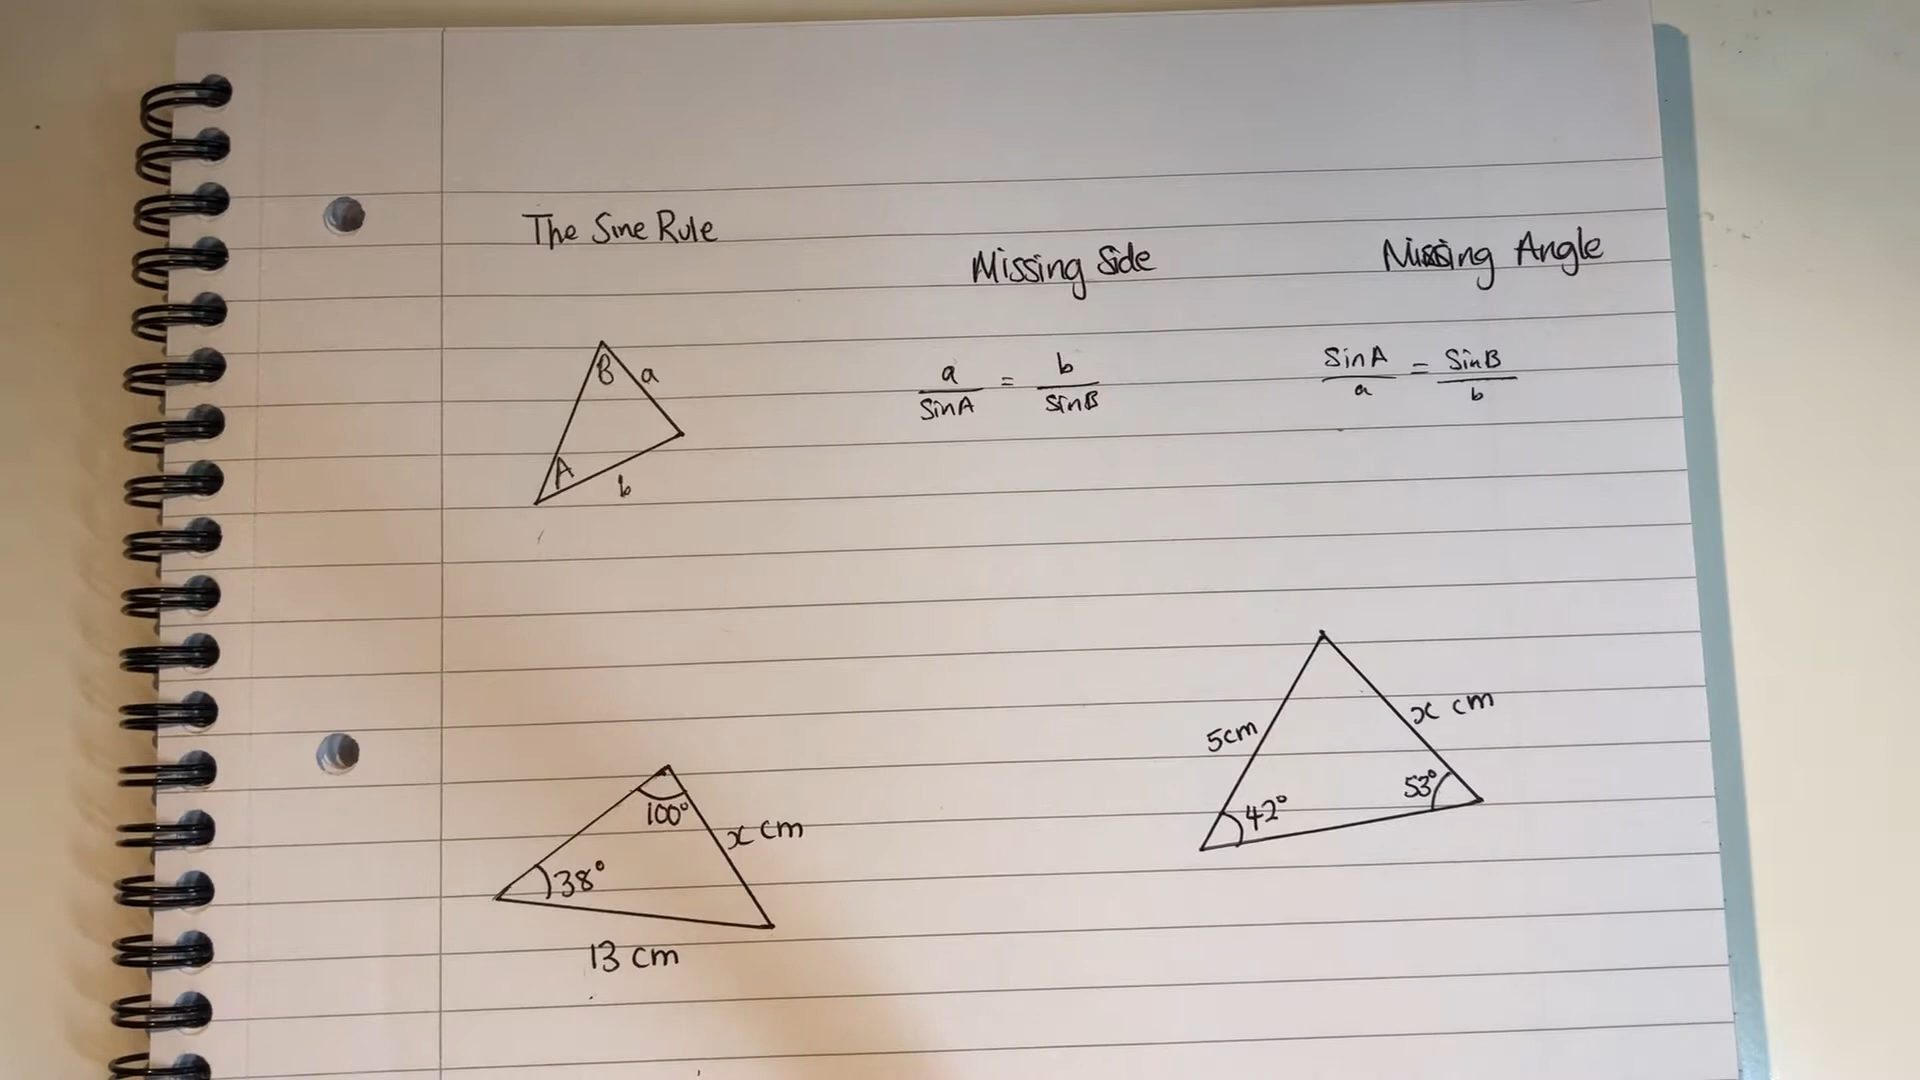 The Sine Rule
Missing Side
Missing Angle
B a
A
b
a/SinA = b/SinB
SinA/a = SinB/b
5cm
x cm
42°
53°
100°
x cm
38°
13 cm